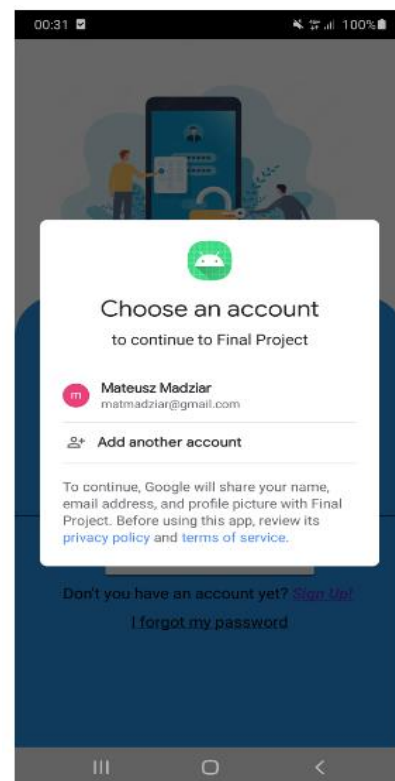 00:31 100%
Choose an account
to continue to Final Project
m Mateusz Madziar
matmadziar@gmail.com
Add another account
To continue, Google will share your name,
email address, and profile picture with Final
Project. Before using this app, review its
privacy policy and terms of service.
Don't you have an account yet? Sign Up!
I forgot my password